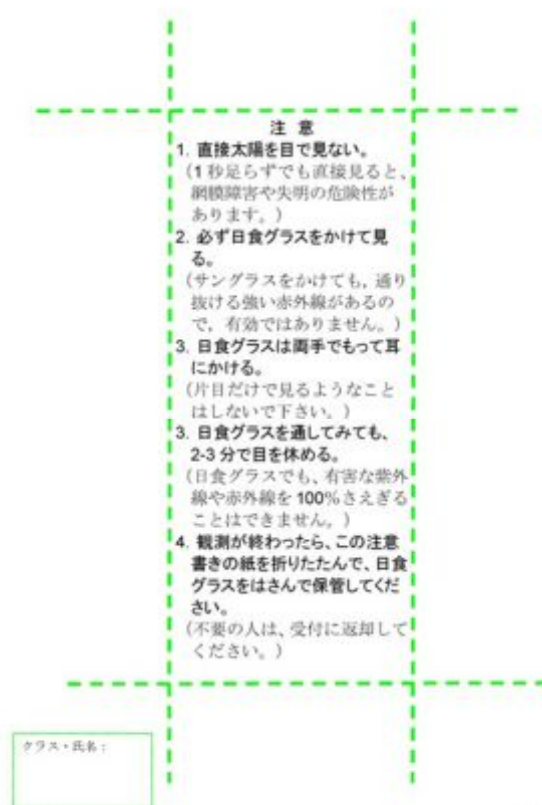 注 意
1. 直接太陽を目で見ない。
(1 秒足らずでも直接見ると、
網膜障害や失明の危険性が
あります。)
2. 必ず日食グラスをかけて見
る。
(サングラスをかけても, 通り
抜ける強い赤外線があるの
で, 有効ではありません。)
3. 日食グラスは両手でもって耳
にかける。
(片目だけで見るようなこと
はしないで下さい。)
3. 日食グラスを通してみても、
2-3 分で目を休める。
(日食グラスでも、有害な紫外
線や赤外線を 100%さえぎる
ことはできません。)
4. 観測が終わったら、この注意
書きの紙を折りたたんで、日食
グラスをはさんで保管してくだ
さい。
(不要の人は、受付に返却して
ください。)
クラス・氏名：